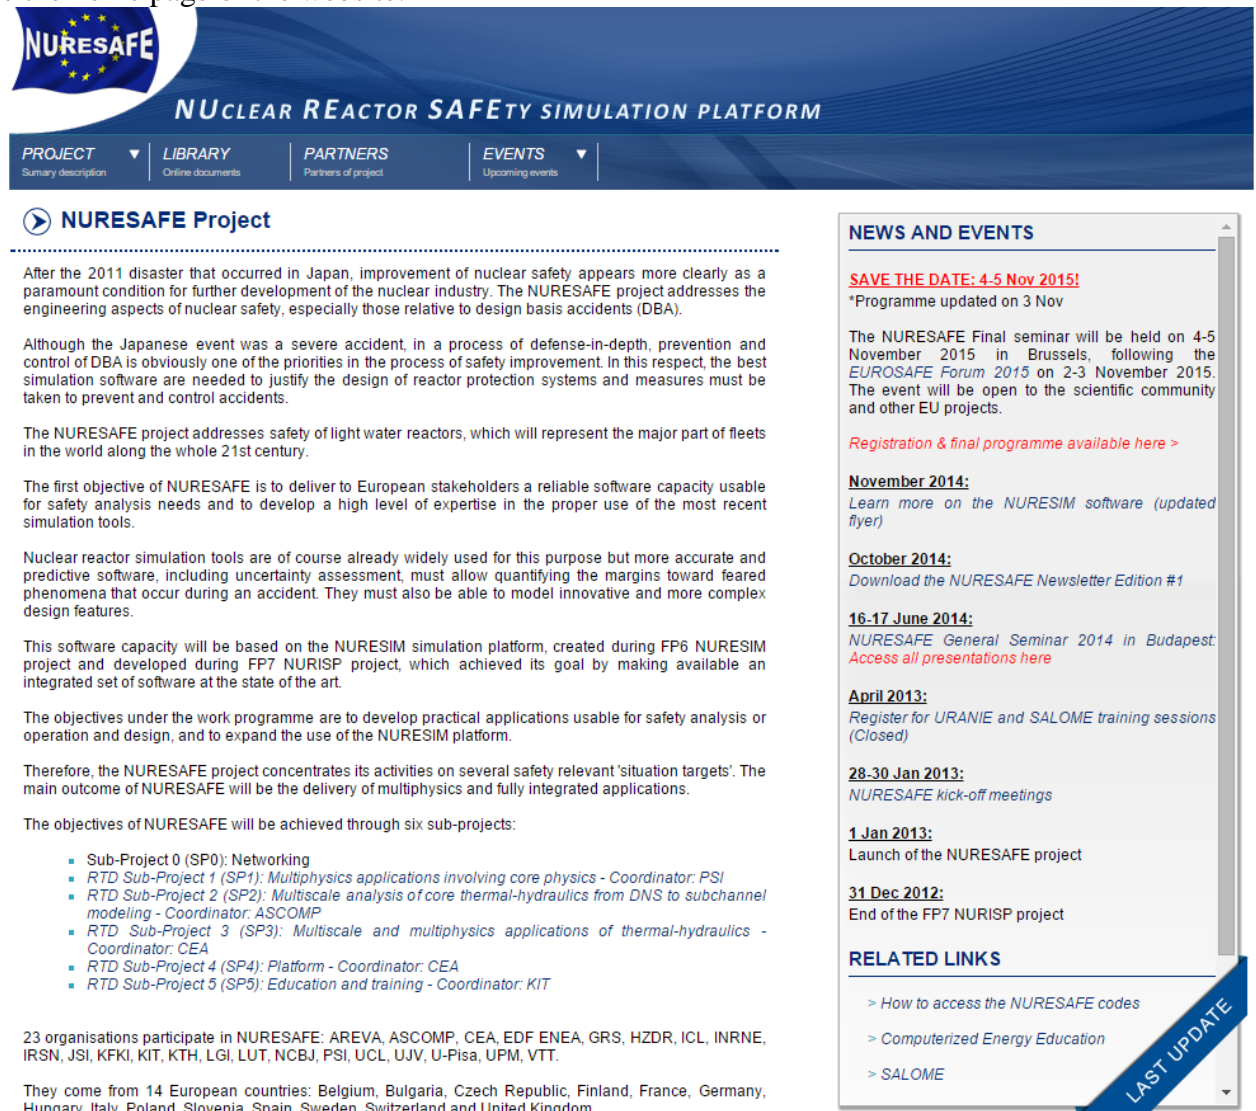 page of the website.
NURESAFE
NUCLEAR REACTOR SAFETY SIMULATION PLATFORM
PROJECT ▼ LIBRARY PARTNERS EVENTS ▼
Sumary description Online documents Partners of project Upcoming events
NURESAFE Project
After the 2011 disaster that occurred in Japan, improvement of nuclear safety appears more clearly as a
paramount condition for further development of the nuclear industry. The NURESAFE project addresses the
engineering aspects of nuclear safety, especially those relative to design basis accidents (DBA).
Although the Japanese event was a severe accident, in a process of defense-in-depth, prevention and
control of DBA is obviously one of the priorities in the process of safety improvement. In this respect, the best
simulation software are needed to justify the design of reactor protection systems and measures must be
taken to prevent and control accidents.
The NURESAFE project addresses safety of light water reactors, which will represent the major part of fleets
in the world along the whole 21st century.
The first objective of NURESAFE is to deliver to European stakeholders a reliable software capacity usable
for safety analysis needs and to develop a high level of expertise in the proper use of the most recent
simulation tools.
Nuclear reactor simulation tools are of course already widely used for this purpose but more accurate and
predictive software, including uncertainty assessment, must allow quantifying the margins toward feared
phenomena that occur during an accident. They must also be able to model innovative and more complex
design features.
This software capacity will be based on the NURESIM simulation platform, created during FP6 NURESIM
project and developed during FP7 NURISP project, which achieved its goal by making available an
integrated set of software at the state of the art.
The objectives under the work programme are to develop practical applications usable for safety analysis or
operation and design, and to expand the use of the NURESIM platform.
Therefore, the NURESAFE project concentrates its activities on several safety relevant 'situation targets'. The
main outcome of NURESAFE will be the delivery of multiphysics and fully integrated applications.
The objectives of NURESAFE will be achieved through six sub-projects:
Sub-Project 0 (SP0): Networking
RTD Sub-Project 1 (SP1): Multiphysics applications involving core physics - Coordinator: PSI
RTD Sub-Project 2 (SP2): Multiscale analysis of core thermal-hydraulics from DNS to subchannel
modeling - Coordinator: ASCOMP
RTD Sub-Project 3 (SP3): Multiscale and multiphysics applications of thermal-hydraulics -
Coordinator: CEA
RTD Sub-Project 4 (SP4): Platform - Coordinator: CEA
RTD Sub-Project 5 (SP5): Education and training - Coordinator: KIT
23 organisations participate in NURESAFE: AREVA, ASCOMP, CEA, EDF ENEA, GRS, HZDR, ICL, INRNE,
IRSN, JSI, KFKI, KIT, KTH, LGI, LUT, NCBJ, PSI, UCL, UJV, U-Pisa, UPM, VTT.
They come from 14 European countries: Belgium, Bulgaria, Czech Republic, Finland, France, Germany,
Hungary, Italy, Poland, Slovenia, Spain, Sweden, Switzerland and United Kingdom
NEWS AND EVENTS
SAVE THE DATE: 4-5 Nov 2015!
*Programme updated on 3 Nov
The NURESAFE Final seminar will be held on 4-5
November 2015 in Brussels, following the
EUROSAFE Forum 2015 on 2-3 November 2015.
The event will be open to the scientific community
and other EU projects.
Registration & final programme available here >
November 2014:
Learn more on the NURESIM software (updated
flyer)
October 2014:
Download the NURESAFE Newsletter Edition #1
16-17 June 2014:
NURESAFE General Seminar 2014 in Budapest:
Access all presentations here
April 2013:
Register for URANIE and SALOME training sessions
(Closed)
28-30 Jan 2013:
NURESAFE kick-off meetings
1 Jan 2013:
Launch of the NURESAFE project
31 Dec 2012:
End of the FP7 NURISP project
RELATED LINKS
> How to access the NURESAFE codes
> Computerized Energy Education
> SALOME
LAST UPDATE